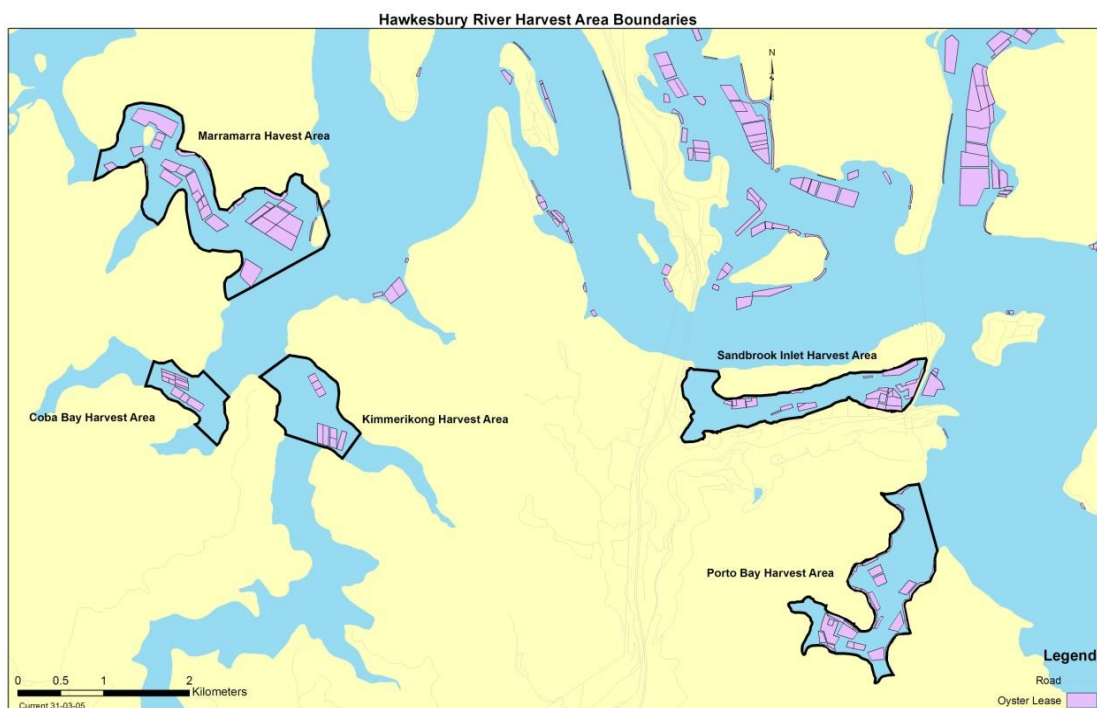 Hawkesbury River Harvest Area Boundaries
N
Marramarra Havest Area
Sandbrook Inlet Harvest Area
Coba Bay Harvest Area
Kimmerikong Harvest Area
Porto Bay Harvest Area
Legend
Road
Oyster Lease
0 0.5 1 2
Kilometers
Current 31-03-05